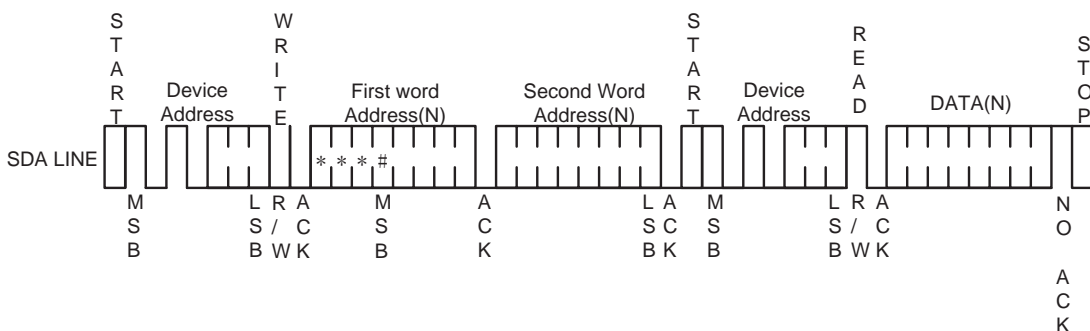 START
WRITE
START
READ
STOP
Device
Address
First word
Address(N)
Second Word
Address(N)
Device
Address
DATA(N)
SDA LINE
* * * #
MSB
LSB
R/W
ACK
MSB
ACK
LSB
ACK
MSB
LSB
R/W
ACK
NO ACK